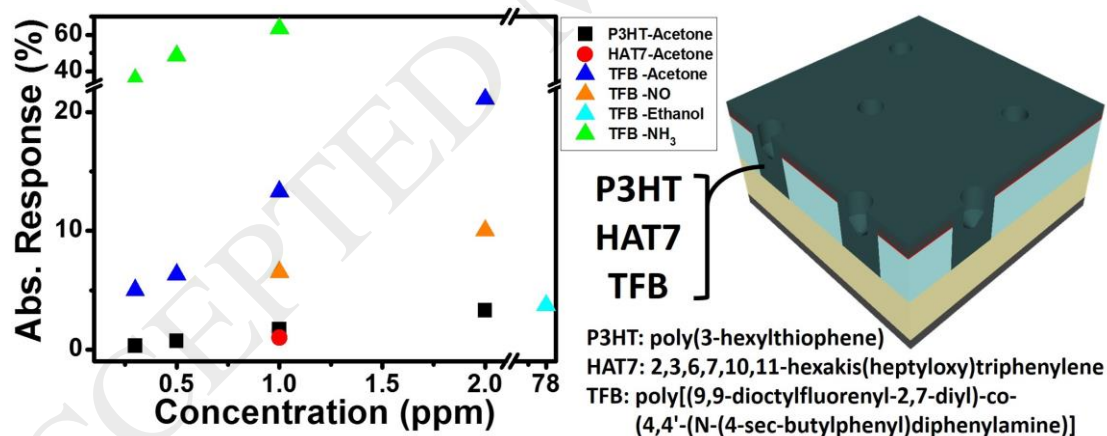 Abs. Response (%)
60
40
20
10
0
0.5
1.0
1.5
2.0
78
Concentration (ppm)
P3HT-Acetone
HAT7-Acetone
TFB -Acetone
TFB -NO
TFB -Ethanol
TFB -NH3
P3HT
HAT7
TFB
P3HT: poly(3-hexylthiophene)
HAT7: 2,3,6,7,10,11-hexakis(heptyloxy)triphenylene
TFB: poly[(9,9-dioctylfluorenyl-2,7-diyl)-co-
(4,4'-(N-(4-sec-butylphenyl)diphenylamine)]
CCEPTED M